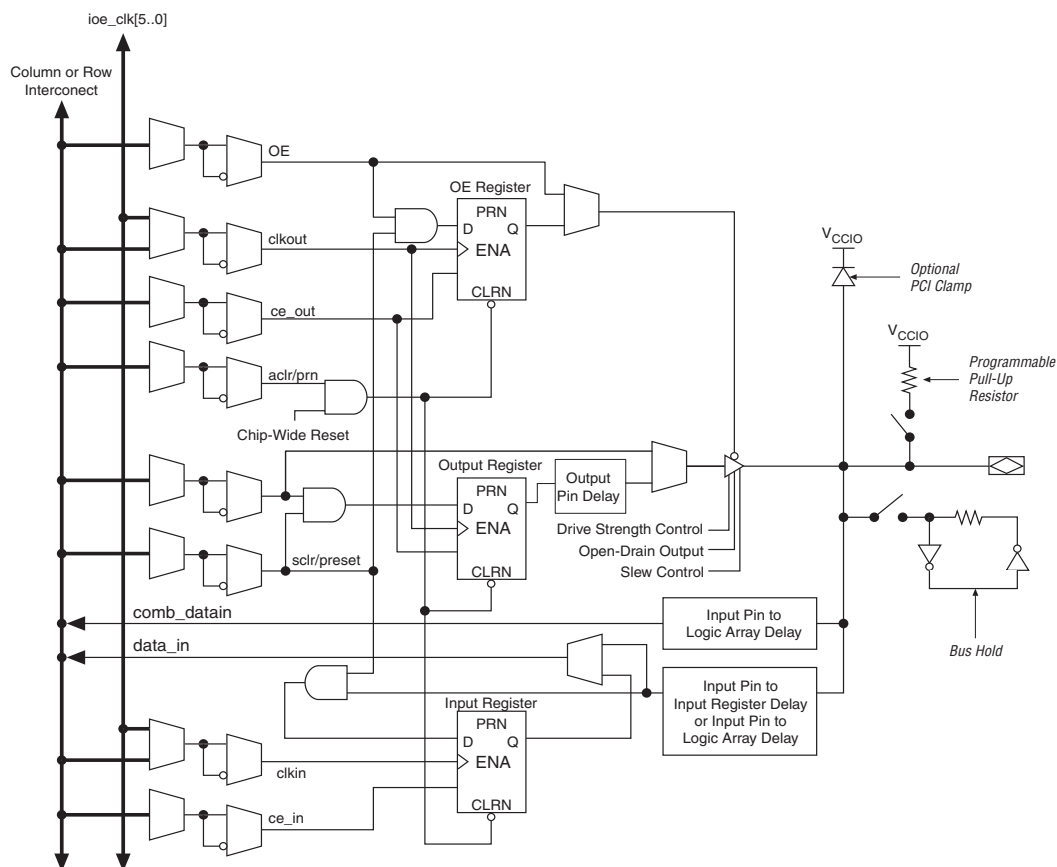 ioe_clk[5..0]
Column or Row
Interconect
OE
OE Register
PRN
D
Q
clkout
ENA
VCCIO
Optional
PCI Clamp
ce_out
CLRN
VCCIO
Programmable
Pull-Up
Resistor
aclr/prn
Chip-Wide Reset
Output Register
PRN
Output
Pin Delay
D
Q
ENA
Drive Strength Control
Open-Drain Output
sclr/preset
Slew Control
CLRN
comb_datain
Input Pin to
Logic Array Delay
data_in
Bus Hold
Input Pin to
Input Register Delay
or Input Pin to
Logic Array Delay
Input Register
PRN
D
Q
ENA
clkin
CLRN
ce_in